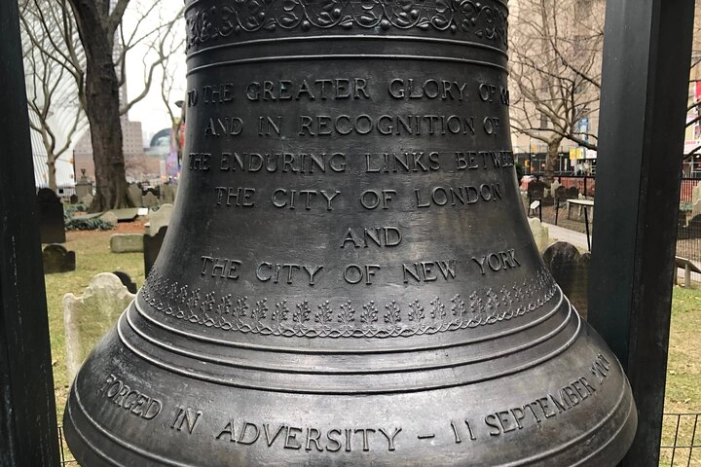 TO THE GREATER GLORY OF
AND IN RECOGNITION OF
THE ENDURING LINKS
THE CITY OF LONDON
AND
THE CITY OF NEW YORK
FORGED IN ADVERSITY – 11 SEPTEMBER